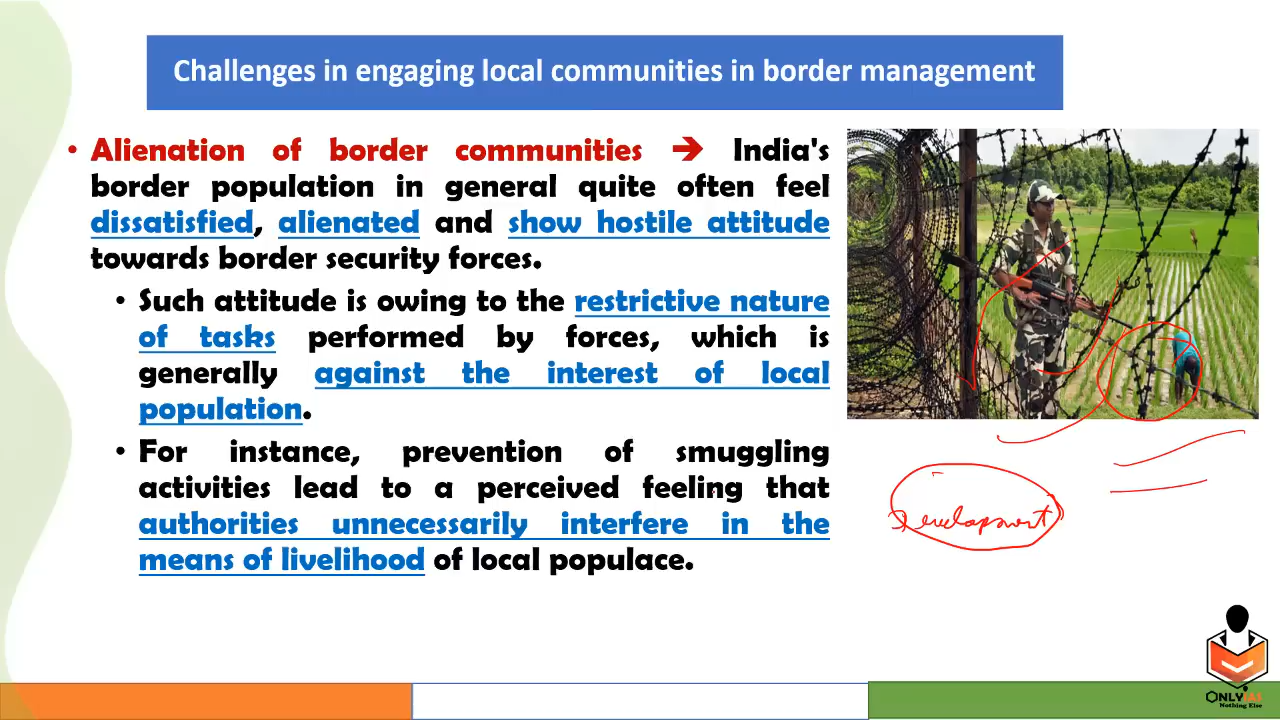 Challenges in engaging local communities in border management
• Alienation of border communities ➔ India's
border population in general quite often feel
dissatisfied, alienated and show hostile attitude
towards border security forces.
• Such attitude is owing to the restrictive nature
of tasks performed by forces, which is
generally against the interest of local
population.
• For instance, prevention of smuggling
activities lead to a perceived feeling that
authorities unnecessarily interfere in the
means of livelihood of local populace.
Development
ONLYIAS
Nothing Else